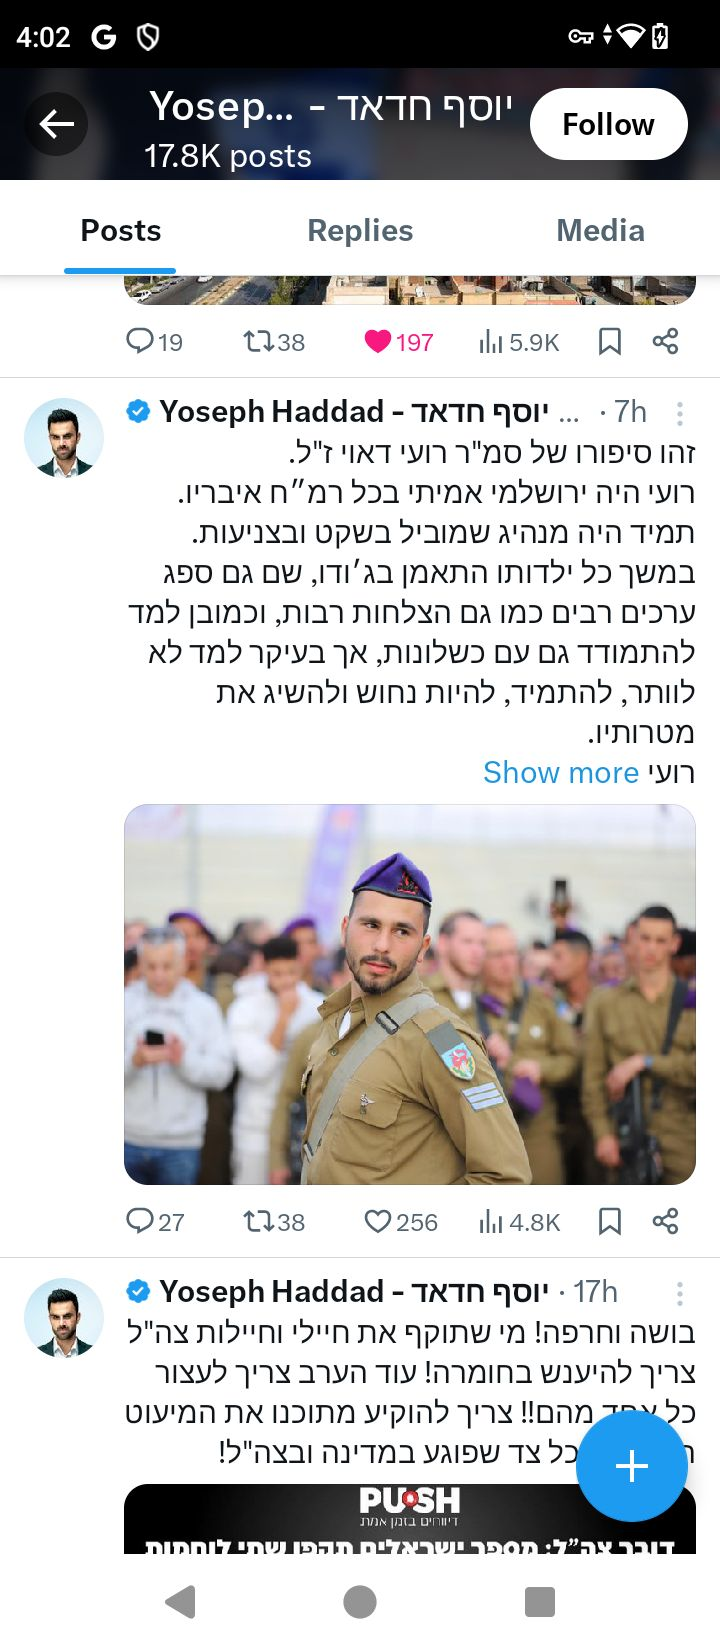 4:02
Yosep... - יוסף חדאד
17.8K posts
Follow
Posts
Replies
Media
19
38
197
5.9K
Yoseph Haddad - יוסף חדאד ... · 7h
זהו סיפורו של סמ"ר רועי דאוי ז"ל.
רועי היה ירושלמי אמיתי בכל רמ״ח איבריו.
תמיד היה מנהיג שמוביל בשקט ובצניעות.
במשך כל ילדותו התאמן בג׳ודו, שם גם ספג
ערכים רבים כמו גם הצלחות רבות, וכמובן למד
להתמודד גם עם כשלונות, אך בעיקר למד לא
לוותר, להתמיד, להיות נחוש ולהשיג את
מטרותיו.
רועי Show more
27
38
256
4.8K
Yoseph Haddad - יוסף חדאד · 17h
בושה וחרפה! מי שתוקף את חיילי וחיילות צה"ל
צריך להיענש בחומרה! עוד הערב צריך לעצור
כל אחד מהם!! צריך להוקיע מתוכנו את המיעוט
כל צד שפוגע במדינה ובצה"ל!
PUSH
דיווחים בזמן אמת
דובר צה"ל: מספר ישראלים תקפו שתי לוחמות